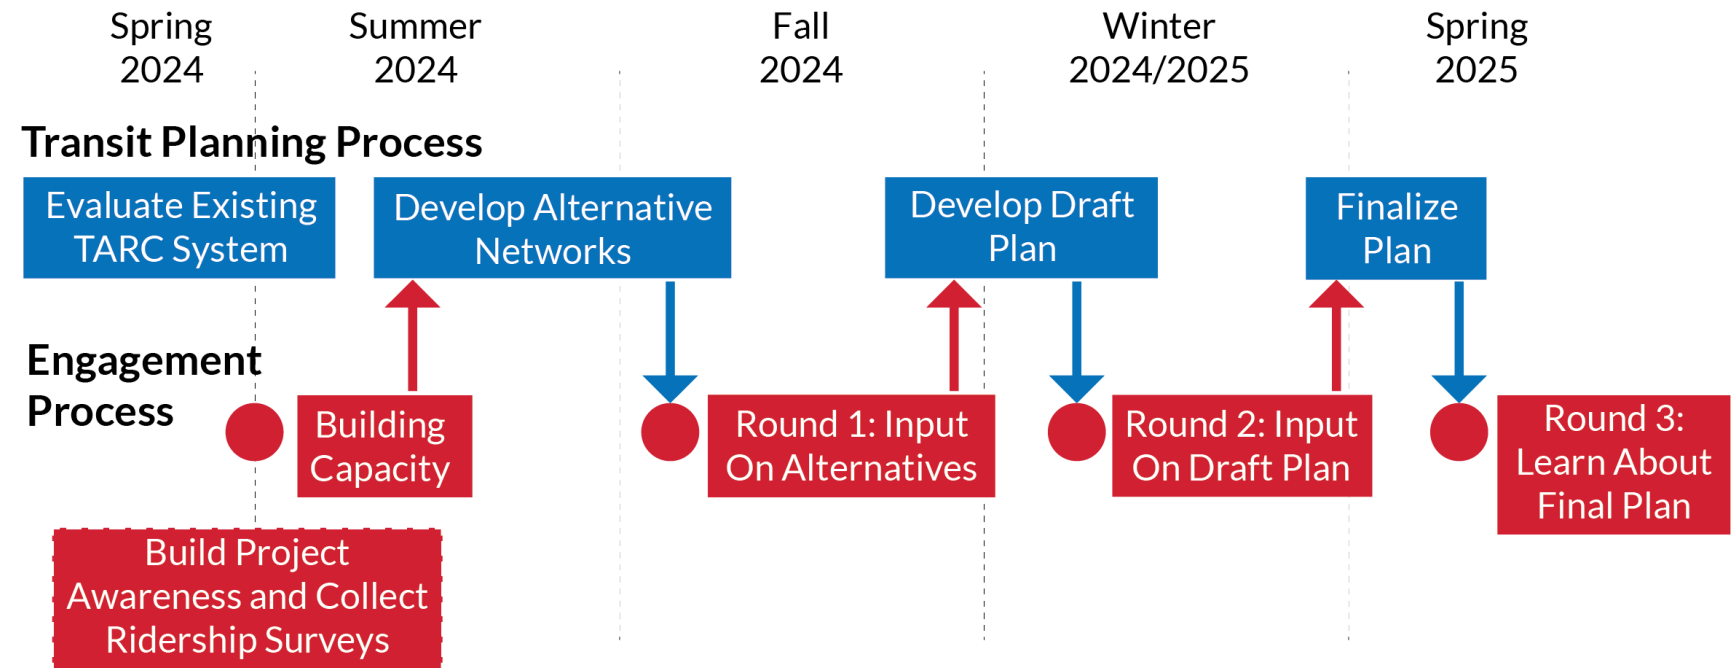 Spring
2024
Summer
2024
Fall
2024
Winter
2024/2025
Spring
2025
Transit Planning Process
Evaluate Existing
TARC System
Develop Alternative
Networks
Develop Draft
Plan
Finalize
Plan
Engagement
Process
Building
Capacity
Round 1: Input
On Alternatives
Round 2: Input
On Draft Plan
Round 3:
Learn About
Final Plan
Build Project
Awareness and Collect
Ridership Surveys